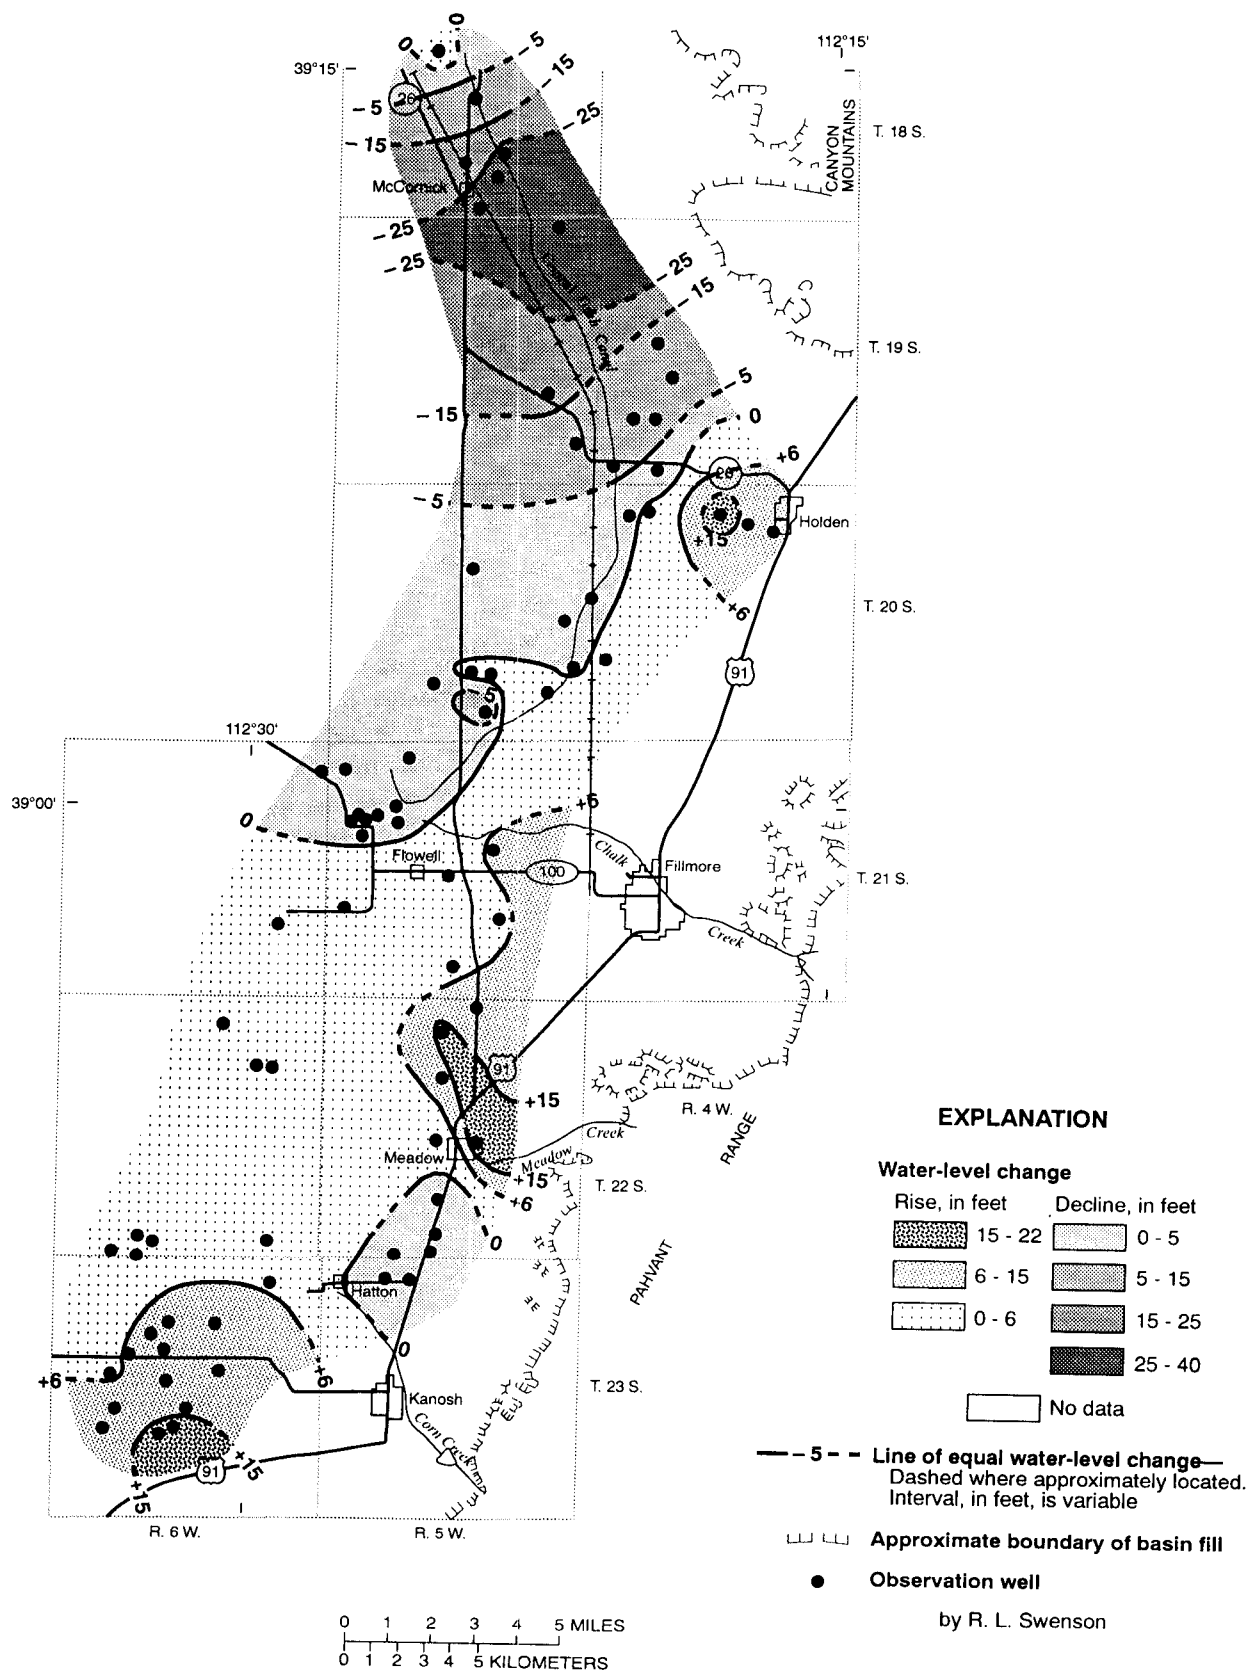 0
0
-5
112°15'
39°15'
15
26
-5
-25
T. 18 S.
CANYON
MOUNTAINS
-15
McCornick
-25
-25
-25
-15
Central Utah Canal
T. 19 S.
-5
-15
0
+6
26
-5
Holden
+15
+6
T. 20 S.
91
5
112°30'
39°00'
+6
0
Chalk
Flowell
100
Fillmore
T. 21 S.
Creek
91
+15
R. 4 W.
Creek
RANGE
Meadow
Meadow
+15
T. 22 S.
+6
0
PAHVANT
Hatton
0
+6
+6
T. 23 S.
Kanosh
Corn Creek
+15
91
+15
R. 6 W.
R. 5 W.
EXPLANATION
Water-level change
Rise, in feet
Decline, in feet
15 - 22
0 - 5
6 - 15
5 - 15
0 - 6
15 - 25
25 - 40
No data
-5
Line of equal water-level change—
Dashed where approximately located.
Interval, in feet, is variable
Approximate boundary of basin fill
Observation well
by R. L. Swenson
0 1 2 3 4 5 MILES
0 1 2 3 4 5 KILOMETERS